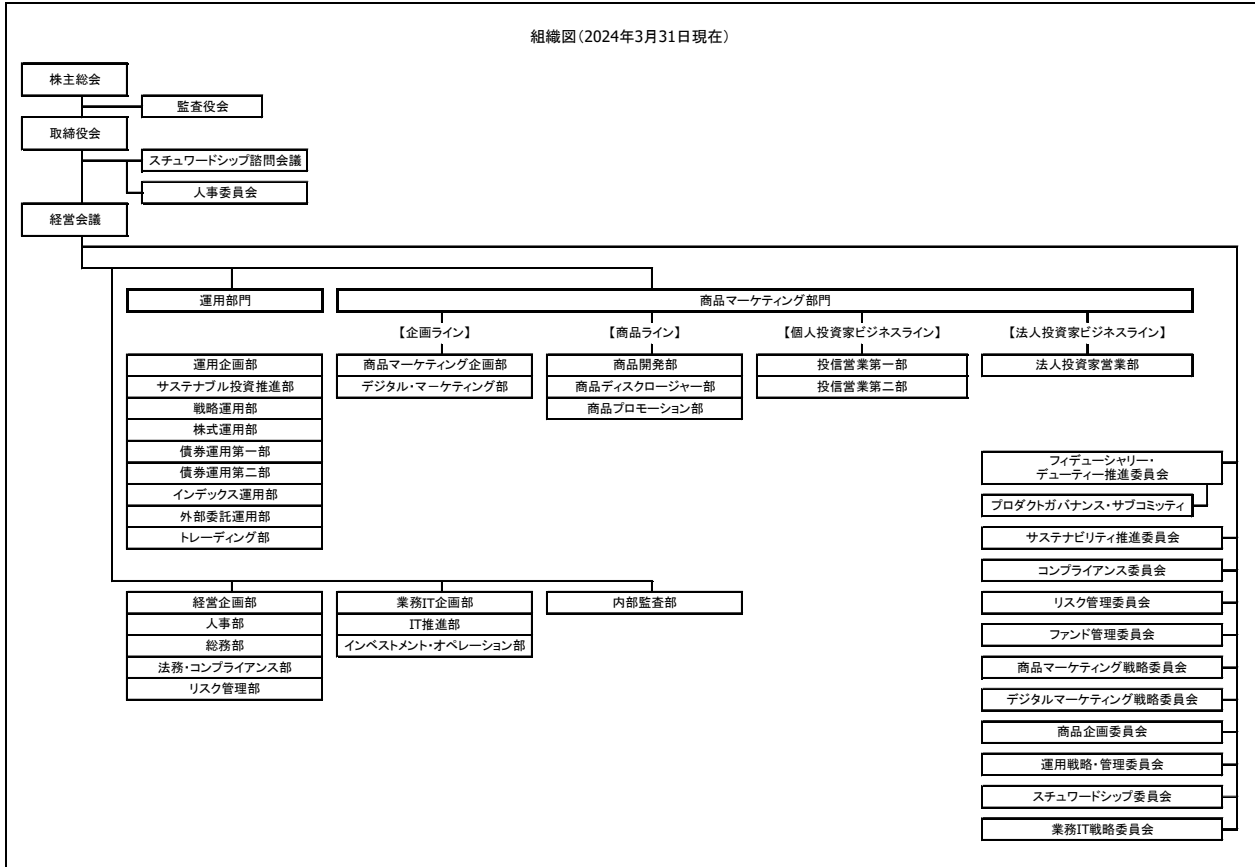 組織図(2024年3月31日現在)
株主総会
監査役会
取締役会
スチュワードシップ諮問会議
人事委員会
経営会議
運用部門
商品マーケティング部門
【企画ライン】
【商品ライン】
【個人投資家ビジネスライン】
【法人投資家ビジネスライン】
運用企画部
サステナブル投資推進部
戦略運用部
株式運用部
債券運用第一部
債券運用第二部
インデックス運用部
外部委託運用部
トレーディング部
商品マーケティング企画部
デジタル・マーケティング部
商品開発部
商品ディスクロージャー部
商品プロモーション部
投信営業第一部
投信営業第二部
法人投資家営業部
経営企画部
人事部
総務部
法務・コンプライアンス部
リスク管理部
業務IT企画部
IT推進部
インベストメント・オペレーション部
内部監査部
フィデューシャリー・
デューティー推進委員会
プロダクトガバナンス・サブコミッティ
サステナビリティ推進委員会
コンプライアンス委員会
リスク管理委員会
ファンド管理委員会
商品マーケティング戦略委員会
デジタルマーケティング戦略委員会
商品企画委員会
運用戦略・管理委員会
スチュワードシップ委員会
業務IT戦略委員会